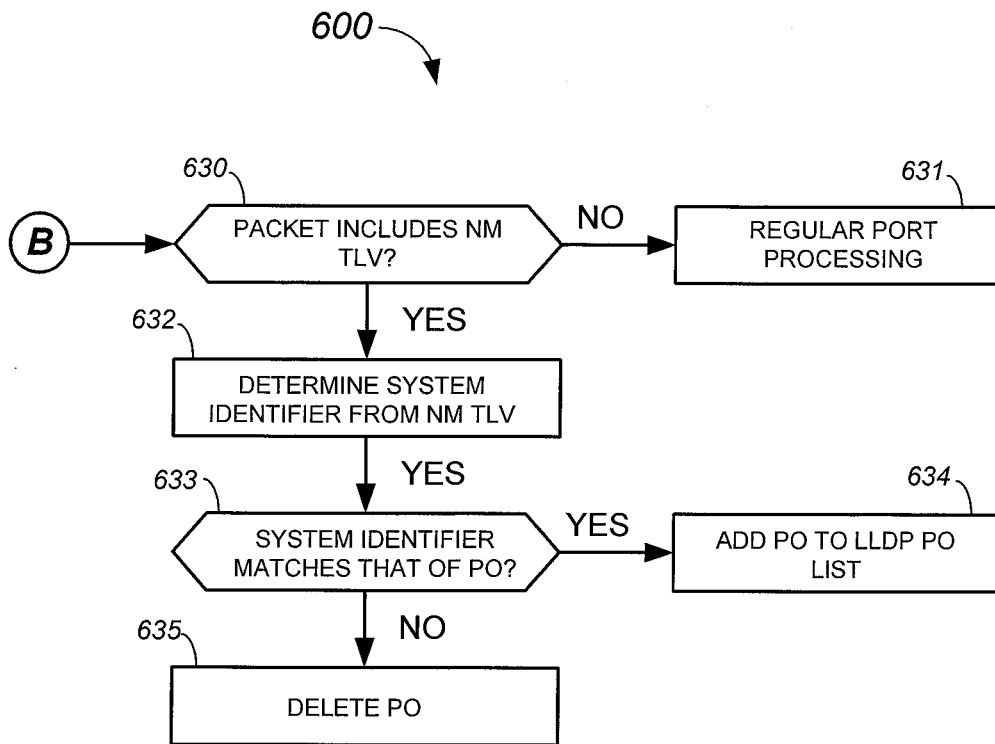 600
630
631
B
PACKET INCLUDES NM
TLV?
NO
REGULAR PORT
PROCESSING
YES
632
DETERMINE SYSTEM
IDENTIFIER FROM NM TLV
YES
633
634
SYSTEM IDENTIFIER
MATCHES THAT OF PO?
YES
ADD PO TO LLDP PO
LIST
NO
635
DELETE PO